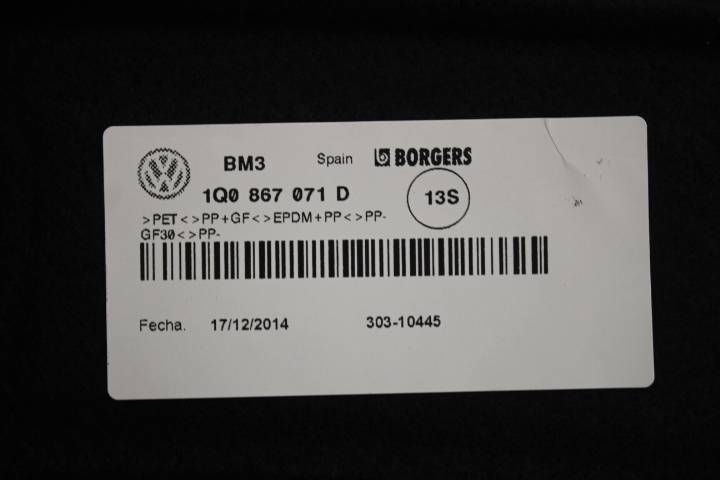 BM3 Spain BORGERS
1Q0 867 071 D 13S
>PET<>PP+GF<>EPDM+PP<>PP-
GF30<>PP-
Fecha. 17/12/2014 303-10445